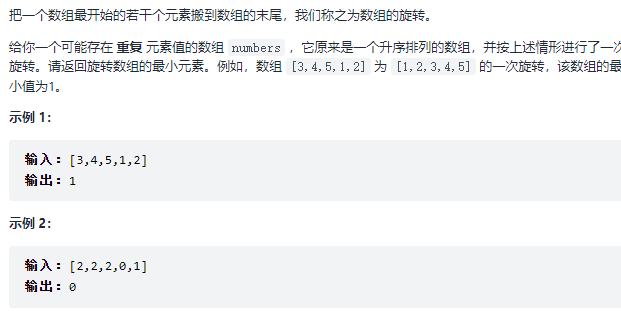 把一个数组最开始的若干个元素搬到数组的末尾，我们称之为数组的旋转。
给你一个可能存在 重复 元素值的数组 numbers ，它原来是一个升序排列的数组，并按上述情形进行了一次
旋转。请返回旋转数组的最小元素。例如，数组 [3,4,5,1,2] 为 [1,2,3,4,5] 的一次旋转，该数组的最
小值为1。
示例 1：
输入：[3,4,5,1,2]
输出：1
示例 2：
输入：[2,2,2,0,1]
输出：0